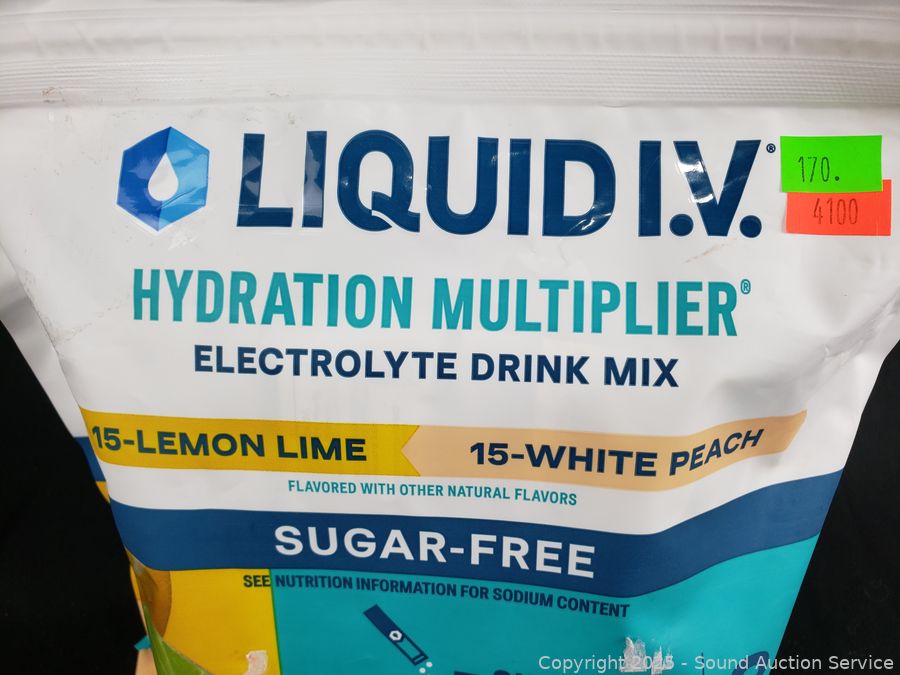 LIQUID I.V.®
170.
4100
HYDRATION MULTIPLIER®
ELECTROLYTE DRINK MIX
15-LEMON LIME
15-WHITE PEACH
FLAVORED WITH OTHER NATURAL FLAVORS
SUGAR-FREE
SEE NUTRITION INFORMATION FOR SODIUM CONTENT
Copyright 2025 - Sound Auction Service